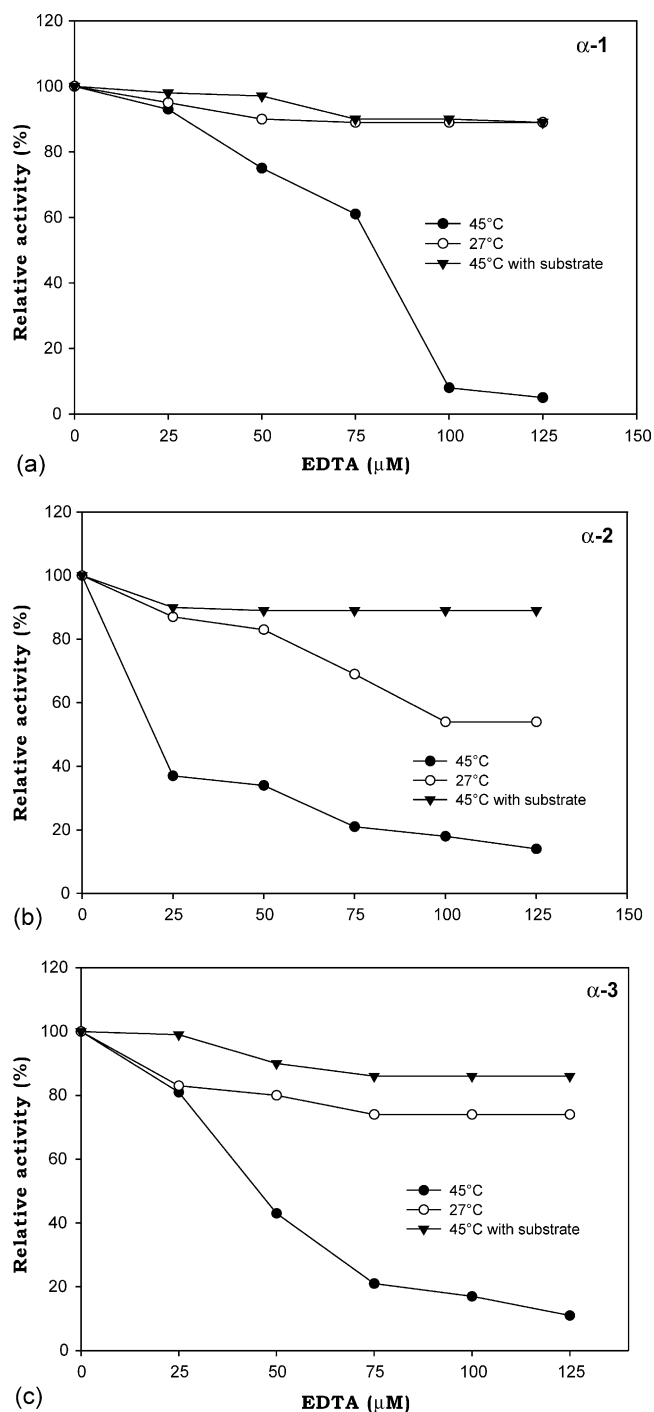 α-1
120
100
80
60
40
20
0
Relative activity (%)
45°C
27°C
45°C with substrate
0 25 50 75 100 125 150
EDTA (μM)
(a)
α-2
120
100
80
60
40
20
0
Relative activity (%)
45°C
27°C
45°C with substrate
0 25 50 75 100 125 150
(b)
α-3
120
100
80
60
40
20
0
Relative activity (%)
45°C
27°C
45°C with substrate
0 25 50 75 100 125
EDTA (μM)
(c)